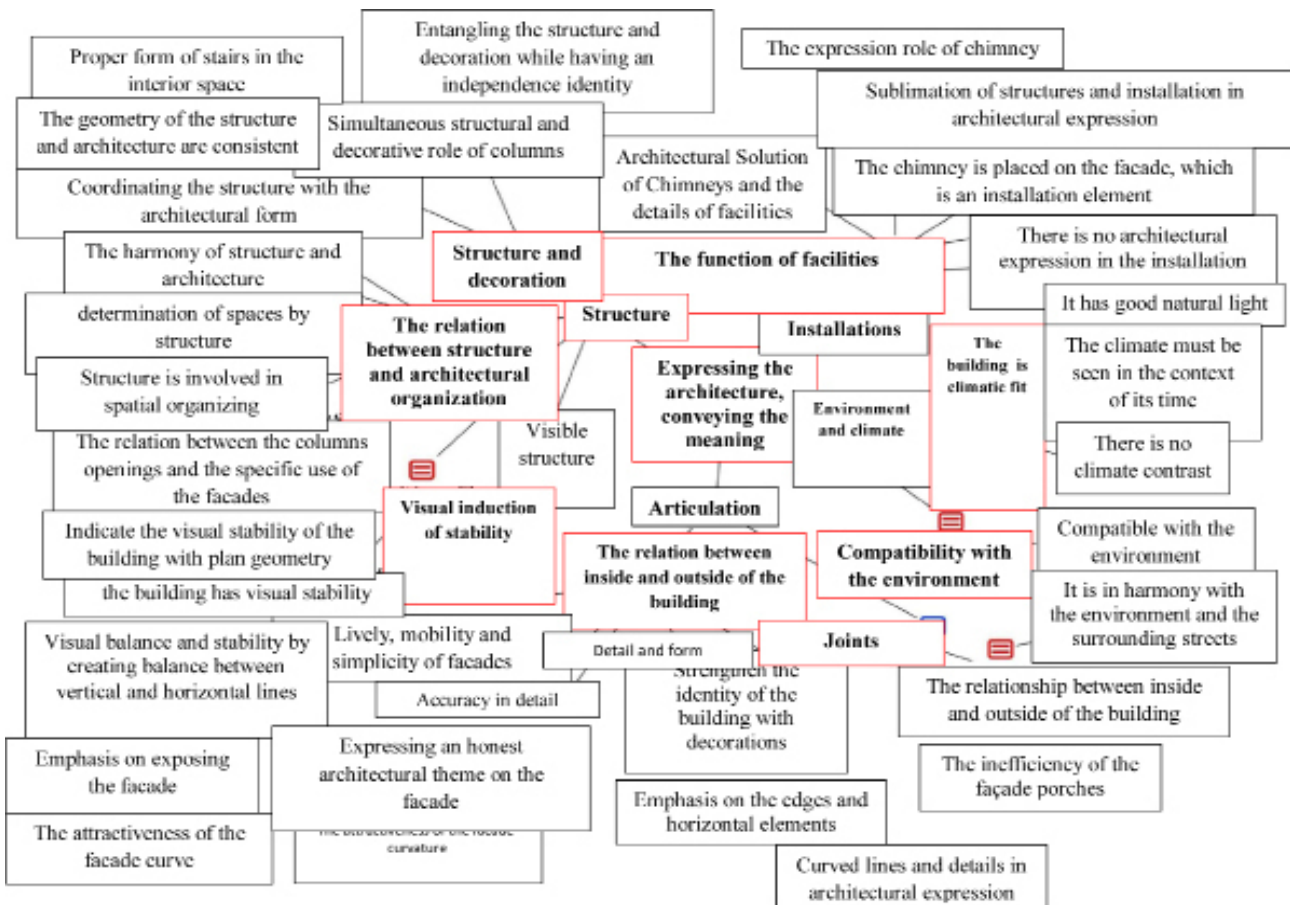 Entangling the structure and
decoration while having an
independence identity
The expression role of chimney
Proper form of stairs in the
interior space
Sublimation of structures and installation in
architectural expression
The geometry of the structure
and architecture are consistent
Simultaneous structural and
decorative role of columns
Architectural Solution
of Chimneys and the
details of facilities
The chimney is placed on the facade, which
is an installation element
Coordinating the structure with the
architectural form
There is no architectural
expression in the installation
The harmony of structure and
architecture
Structure and
decoration
The function of facilities
It has good natural light
determination of spaces by
structure
Structure
Installations
The relation
between structure
and architectural
organization
The
building is
climatic fit
The climate must be
seen in the context
of its time
Expressing the
architecture,
conveying the
meaning
Structure is involved in
spatial organizing
Environment
and climate
Visible
structure
There is no
climate contrast
The relation between the columns
openings and the specific use of
the facades
Visual induction
of stability
Articulation
Indicate the visual stability of the
building with plan geometry
The relation between
inside and outside of the
building
Compatibility with
the environment
Compatible with the
environment
the building has visual stability
It is in harmony with
the environment and the
surrounding streets
Visual balance and stability by
creating balance between
vertical and horizontal lines
Lively, mobility and
simplicity of facades
Detail and form
Joints
Accuracy in detail
Strengthen the
identity of the
building with
decorations
The relationship between inside
and outside of the building
Emphasis on exposing
the facade
Expressing an honest
architectural theme on the
facade
The inefficiency of the
façade porches
Emphasis on the edges and
horizontal elements
The attractiveness of the
facade curve
The attractiveness of the facade
curvature
Curved lines and details in
architectural expression